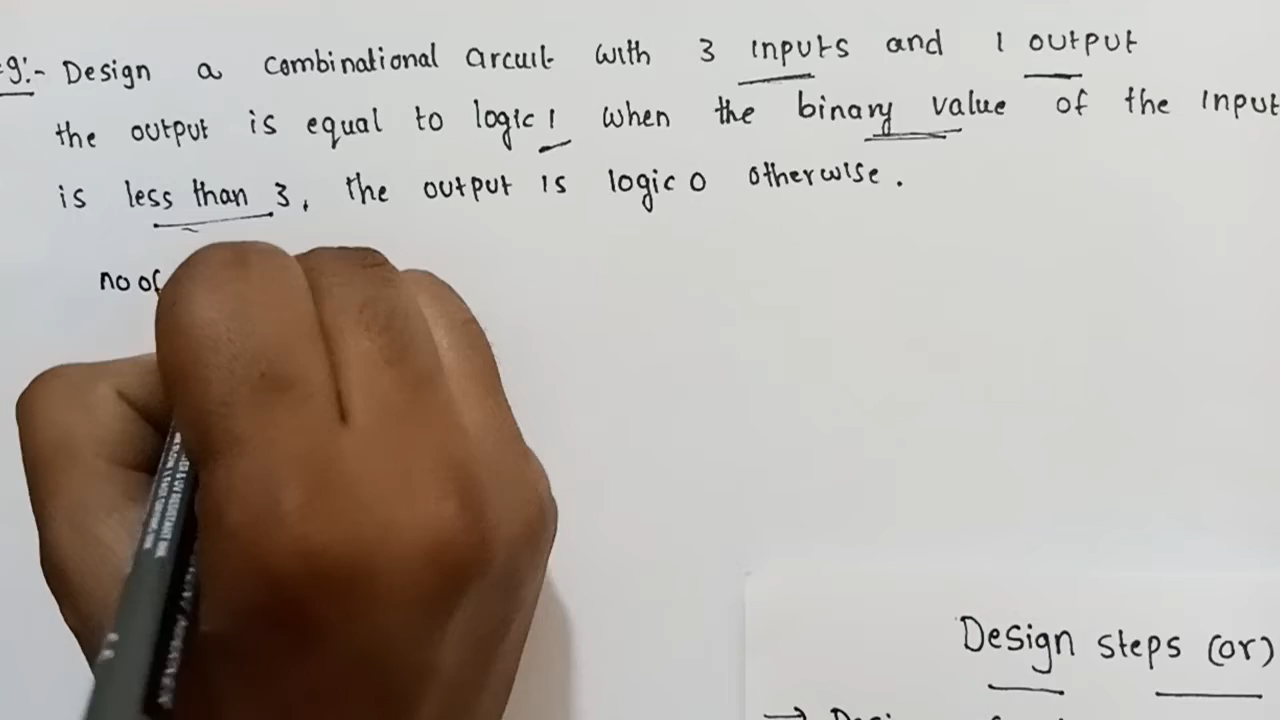 eg:- Design a combinational circuit with 3 inputs and 1 output
the output is equal to logic 1 when the binary value of the input
is less than 3, the output is logic 0 otherwise.
no of
Design steps (or)